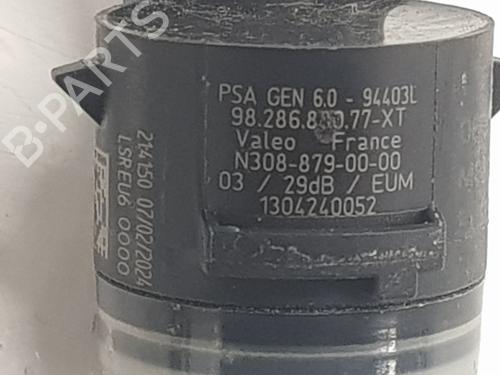 B-PARTS
PSA GEN 6.0 - 94403L
Valeo France
N308-879-00-00
03 / 29dB / EUM
1304240052
214150 07/02/2024
LSREU6 0000